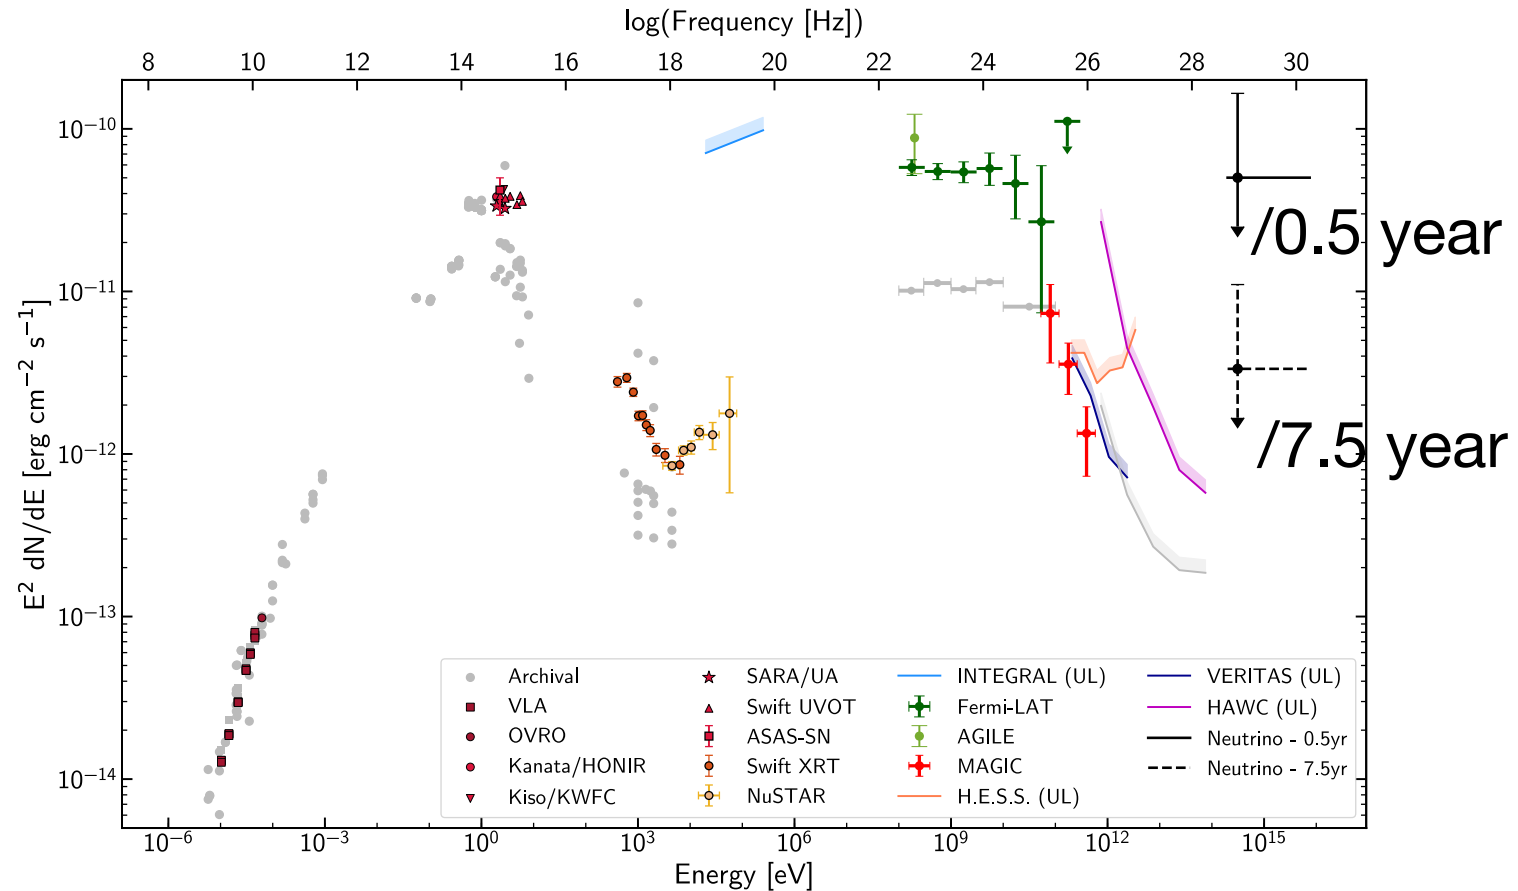 log(Frequency [Hz])
8 10 12 14 16 18 20 22 24 26 28 30
E² dN/dE [erg cm⁻² s⁻¹]
10⁻¹⁰
10⁻¹¹
10⁻¹²
10⁻¹³
10⁻¹⁴
/0.5 year
/7.5 year
Archival
VLA
OVRO
Kanata/HONIR
Kiso/KWFC
SARA/UA
Swift UVOT
ASAS-SN
Swift XRT
NuSTAR
INTEGRAL (UL)
Fermi-LAT
AGILE
MAGIC
H.E.S.S. (UL)
VERITAS (UL)
HAWC (UL)
Neutrino - 0.5yr
Neutrino - 7.5yr
10⁻⁶ 10⁻³ 10⁰ 10³ 10⁶ 10⁹ 10¹² 10¹⁵
Energy [eV]